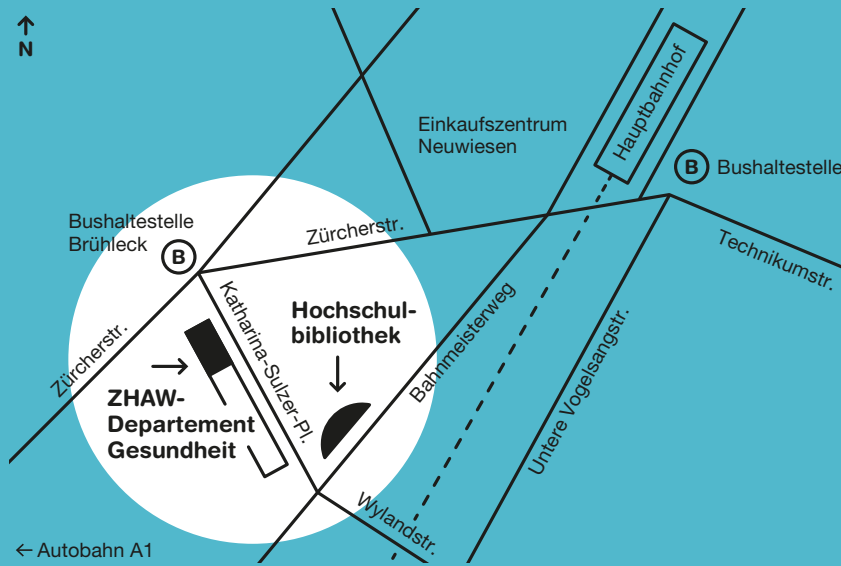 N
Einkaufszentrum
Neuwiesen
Hauptbahnhof
B Bushaltestelle
Bushaltestelle
Brühleck
B
Zürcherstr.
Technikumstr.
Zürcherstr.
Katharina-Sulzer-Pl.
Hochschul-
bibliothek
Bahnmeisterweg
Untere Vogelsangstr.
ZHAW-
Departement
Gesundheit
Wylandstr.
← Autobahn A1